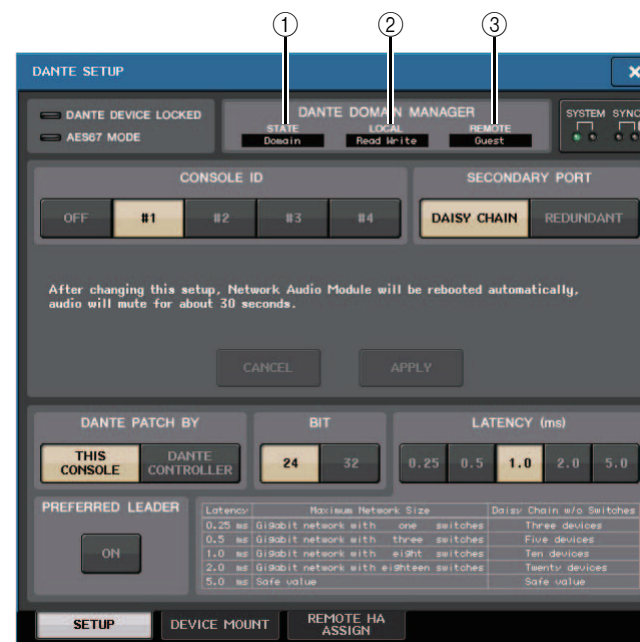 ① ② ③
DANTE SETUP ×
DANTE DEVICE LOCKED
AES67 MODE
DANTE DOMAIN MANAGER
STATE LOCAL REMOTE
Domain Read Write Guest
SYSTEM SYNC
CONSOLE ID
OFF #1 #2 #3 #4
SECONDARY PORT
DAISY CHAIN REDUNDANT
After changing this setup, Network Audio Module will be rebooted automatically,
audio will mute for about 30 seconds.
CANCEL APPLY
DANTE PATCH BY
THIS CONSOLE
DANTE CONTROLLER
BIT
24 32
LATENCY (ms)
0.25 0.5 1.0 2.0 5.0
PREFERRED LEADER
ON
Latency Maximum Network Size Daisy Chain w/o Switches
0.25 ms Gigabit network with one switches Three devices
0.5 ms Gigabit network with three switches Five devices
1.0 ms Gigabit network with eight switches Ten devices
2.0 ms Gigabit network with eighteen switches Twenty devices
5.0 ms Safe value Safe value
SETUP DEVICE MOUNT REMOTE HA ASSIGN